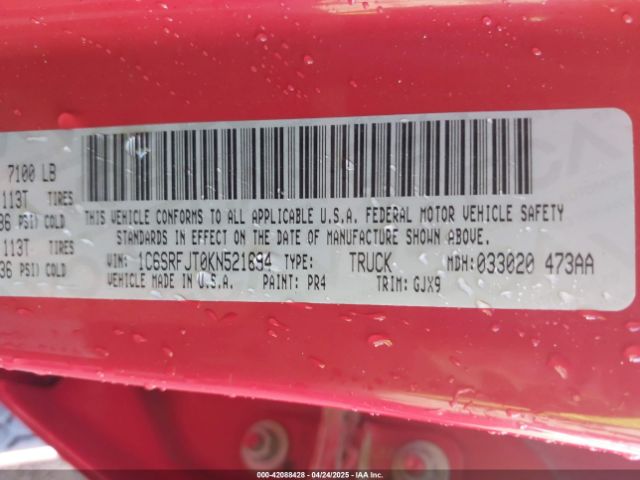 7100 LB
113T TIRES
36 PSI/COLD
113T TIRES
36 PSI/COLD
THIS VEHICLE CONFORMS TO ALL APPLICABLE U.S.A. FEDERAL MOTOR VEHICLE SAFETY
STANDARDS IN EFFECT ON THE DATE OF MANUFACTURE SHOWN ABOVE.
VIN: 1C6SRFJT0KN521694 TYPE: TRUCK MDH: 033020 473AA
VEHICLE MADE IN U.S.A. PAINT: PR4 TRIM: GJX9
Copart
000-42088428 - 04/24/2025 - IAA Inc.